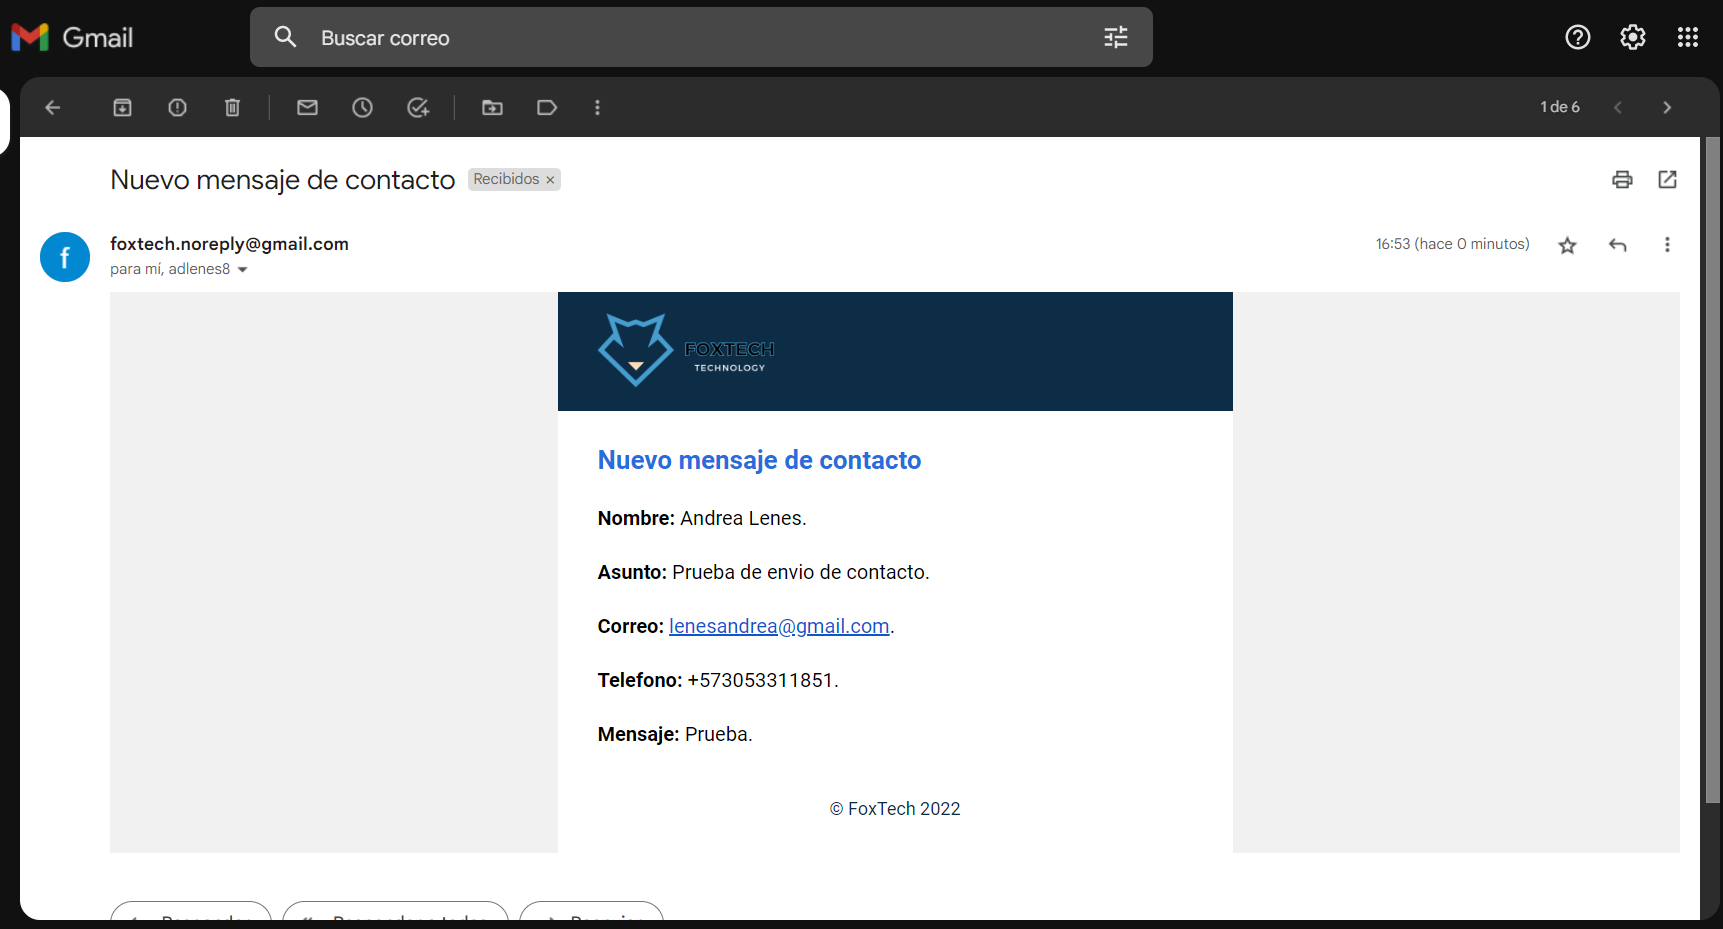 Gmail
Buscar correo
1 de 6
Nuevo mensaje de contacto Recibidos ×
f
foxtech.noreply@gmail.com
16:53 (hace 0 minutos)
para mí, adlenes8
FOXTECH
TECHNOLOGY
Nuevo mensaje de contacto
Nombre: Andrea Lenes.
Asunto: Prueba de envio de contacto.
Correo: lenesandrea@gmail.com.
Telefono: +573053311851.
Mensaje: Prueba.
© FoxTech 2022